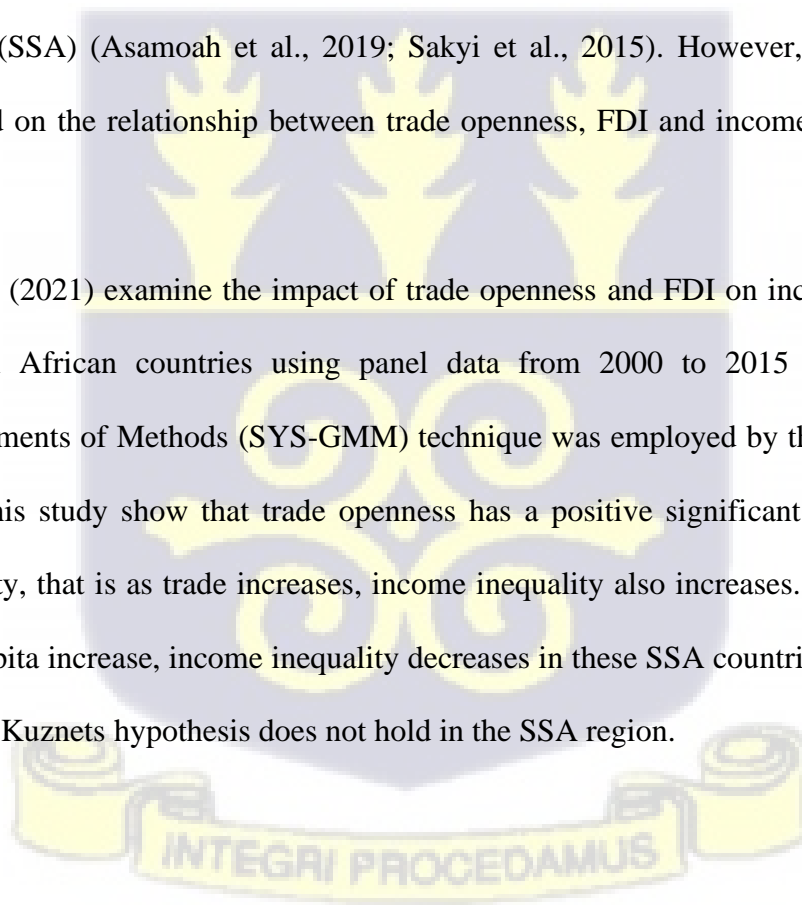 (SSA) (Asamoah et al., 2019; Sakyi et al., 2015). However,
on the relationship between trade openness, FDI and income
(2021) examine the impact of trade openness and FDI on inc
African countries using panel data from 2000 to 2015
ments of Methods (SYS-GMM) technique was employed by th
his study show that trade openness has a positive significant
ty, that is as trade increases, income inequality also increases.
pita increase, income inequality decreases in these SSA countri
Kuznets hypothesis does not hold in the SSA region.
INTEGRI PROCEDAMUS